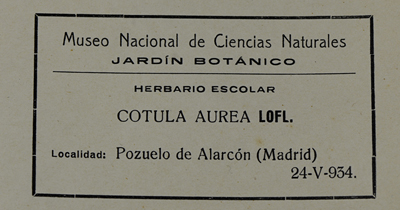 Museo Nacional de Ciencias Naturales
JARDÍN BOTÁNICO
HERBARIO ESCOLAR
COTULA AUREA LOFL.
Localidad: Pozuelo de Alarcón (Madrid)
24-V-934.